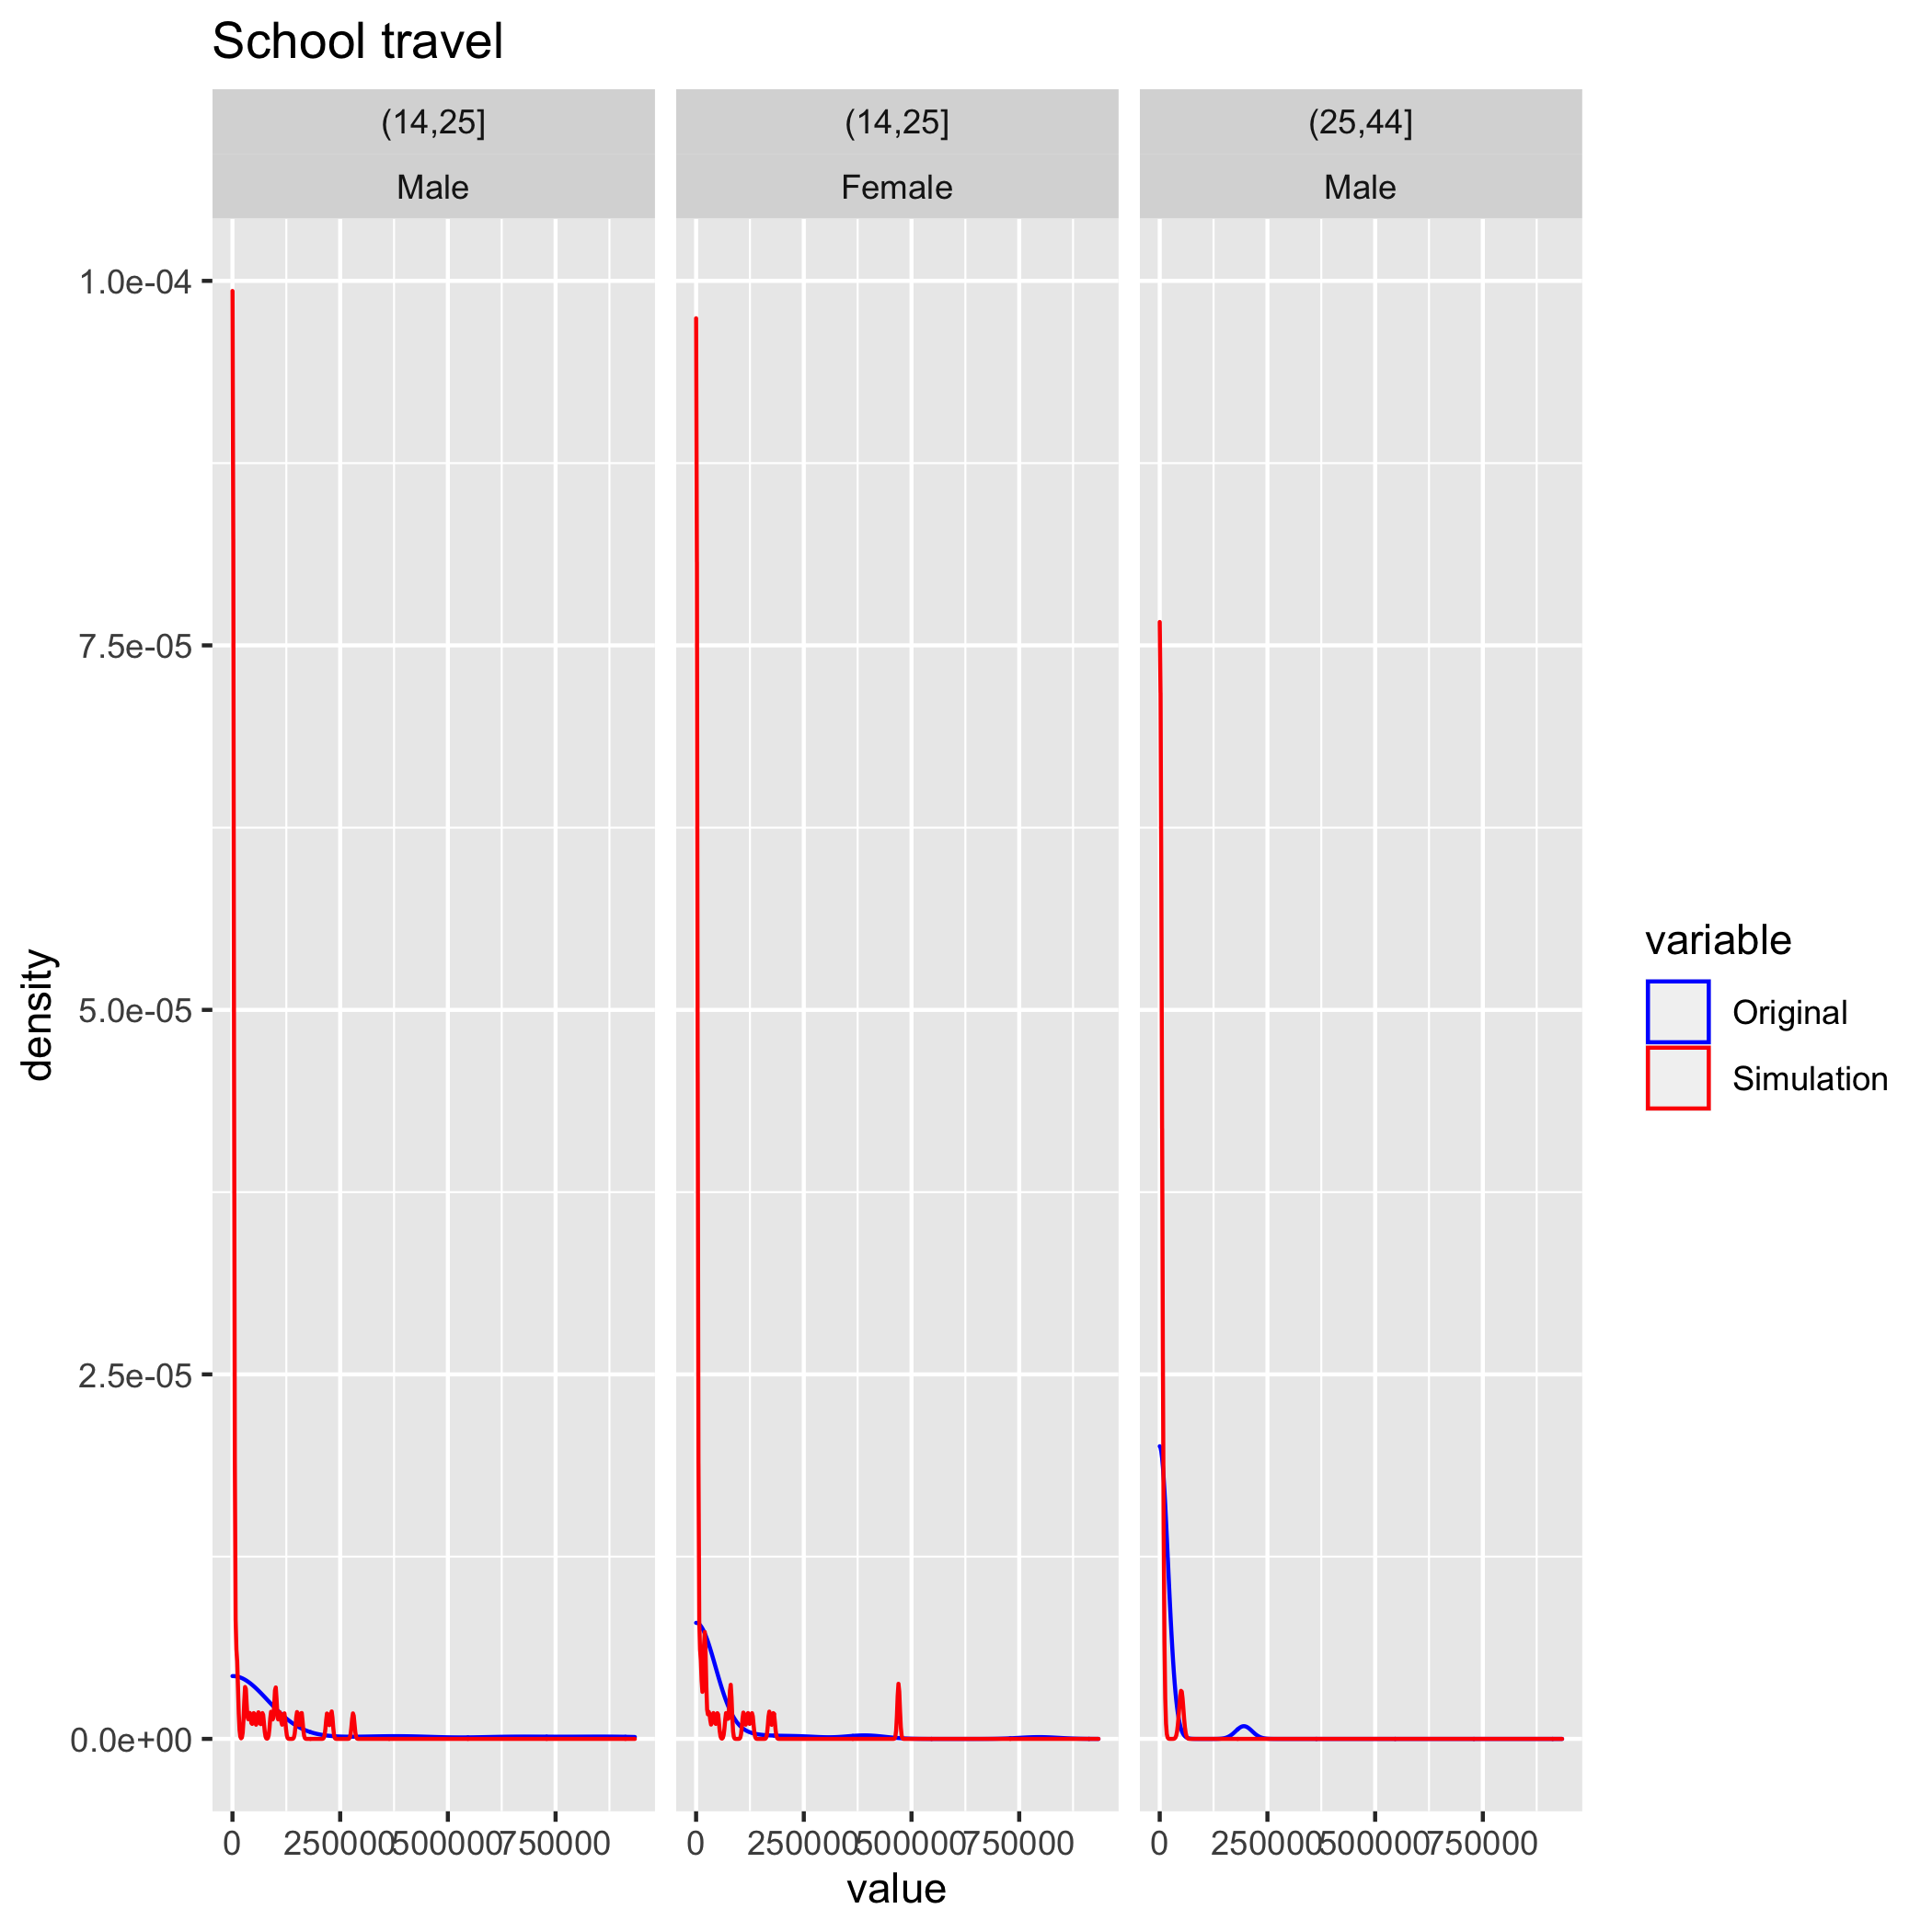 School travel
(14,25] (14,25] (25,44]
Male Female Male
1.0e-04
7.5e-05
5.0e-05
2.5e-05
0.0e+00
density
0 250000 500000 750000 0 250000 500000 750000 0 250000 500000 750000
value
variable
Original
Simulation